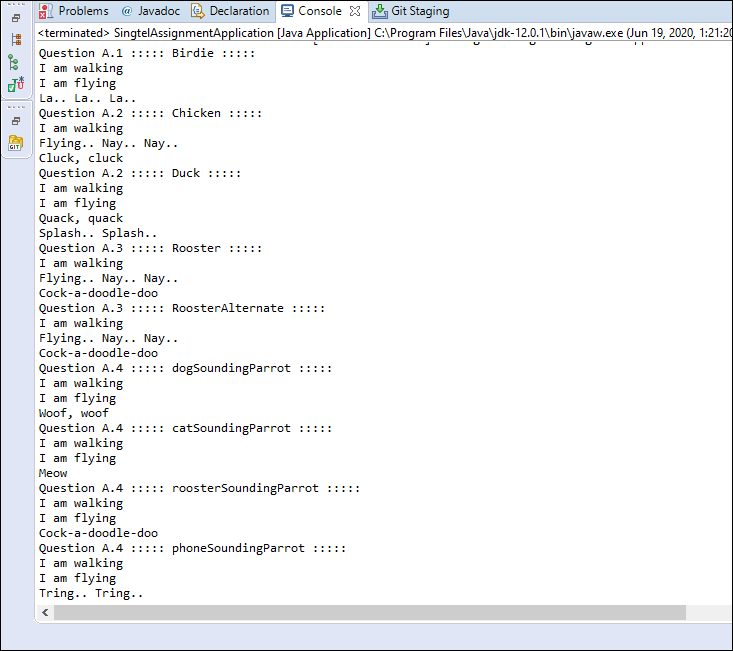 Problems @ Javadoc Declaration Console Git Staging
<terminated> SingtelAssignmentApplication [Java Application] C:\Program Files\Java\jdk-12.0.1\bin\javaw.exe (Jun 19, 2020, 1:21:20
Question A.1 ::::: Birdie :::::
I am walking
I am flying
La.. La.. La..
Question A.2 ::::: Chicken :::::
I am walking
Flying.. Nay.. Nay..
Cluck, cluck
Question A.2 ::::: Duck :::::
I am walking
I am flying
Quack, quack
Splash.. Splash..
Question A.3 ::::: Rooster :::::
I am walking
Flying.. Nay.. Nay..
Cock-a-doodle-doo
Question A.3 ::::: RoosterAlternate :::::
I am walking
Flying.. Nay.. Nay..
Cock-a-doodle-doo
Question A.4 ::::: dogSoundingParrot :::::
I am walking
I am flying
Woof, woof
Question A.4 ::::: catSoundingParrot :::::
I am walking
I am flying
Meow
Question A.4 ::::: roosterSoundingParrot :::::
I am walking
I am flying
Cock-a-doodle-doo
Question A.4 ::::: phoneSoundingParrot :::::
I am walking
I am flying
Tring.. Tring..